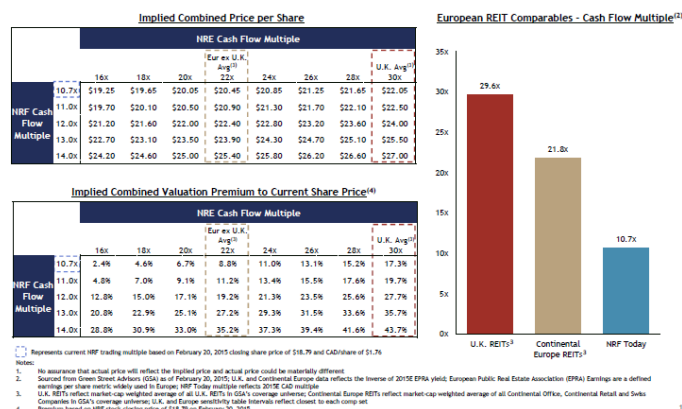 Implied Combined Price per Share
NRE Cash Flow Multiple
16x 18x 20x Eur ex U.K. Avg(3) 22x 24x 26x 28x U.K. Avg(3) 30x
NRF Cash Flow Multiple
10.7x $19.25 $19.65 $20.05 $20.45 $20.85 $21.25 $21.65 $22.05
11.0x $19.70 $20.10 $20.50 $20.90 $21.30 $21.70 $22.10 $22.50
12.0x $21.20 $21.60 $22.00 $22.40 $22.80 $23.20 $23.60 $24.00
13.0x $22.70 $23.10 $23.50 $23.90 $24.30 $24.70 $25.10 $25.50
14.0x $24.20 $24.60 $25.00 $25.40 $25.80 $26.20 $26.60 $27.00
Implied Combined Valuation Premium to Current Share Price(4)
NRE Cash Flow Multiple
16x 18x 20x Eur ex U.K. Avg(3) 22x 24x 26x 28x U.K. Avg(3) 30x
NRF Cash Flow Multiple
10.7x 2.4% 4.6% 6.7% 8.8% 11.0% 13.1% 15.2% 17.3%
11.0x 4.8% 7.0% 9.1% 11.2% 13.4% 15.5% 17.6% 19.7%
12.0x 12.8% 15.0% 17.1% 19.2% 21.3% 23.5% 25.6% 27.7%
13.0x 20.8% 22.9% 25.1% 27.2% 29.3% 31.5% 33.6% 35.7%
14.0x 28.8% 30.9% 33.0% 35.2% 37.3% 39.4% 41.6% 43.7%
European REIT Comparables - Cash Flow Multiple(2)
35x
30x
25x
20x
15x
10x
5x
0x
29.6x
21.8x
10.7x
U.K. REITs3
Continental Europe REITs3
NRF Today
Represents current NRF trading multiple based on February 20, 2015 closing share price of $18.79 and CAD/share of $1.76
Notes:
1. No assurance that actual price will reflect the implied price and actual price could be materially different
2. Sourced from Green Street Advisors (GSA) as of February 20, 2015; U.K. and Continental Europe data reflects the inverse of 2015E EPRA yield; European Public Real Estate Association (EPRA) Earnings are a defined
earnings per share metric widely used in Europe; NRF Today multiple reflects 2015E CAD multiple
3. U.K. REITs reflect market-cap weighted average of all U.K. REITs in GSA's coverage universe; Continental Europe REITs reflect market-cap weighted average of all Continental Office, Continental Retail and Swiss
Companies in GSA's coverage universe; U.K. and Europe sensitivity table intervals reflect closest to each comp set
4. Premium based on NRF stock closing price of $18.79 on February 20, 2015
1